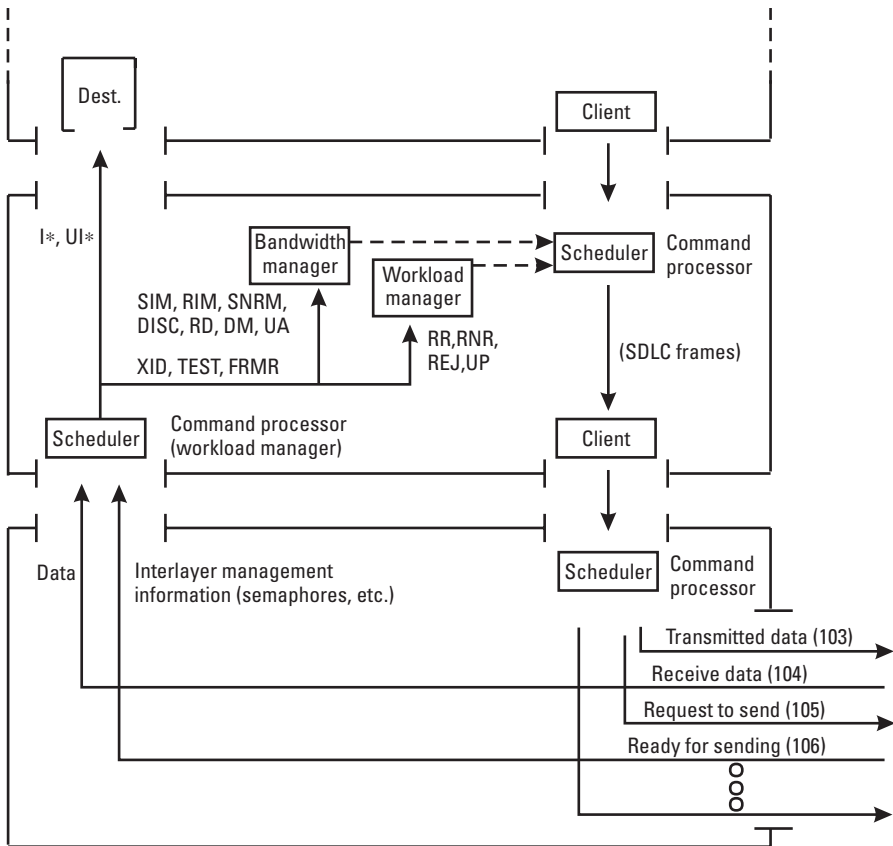 Dest.
Client
I*, UI*
Bandwidth
manager
Scheduler
Command
processor
Workload
manager
SIM, RIM, SNRM,
DISC, RD, DM, UA
RR,RNR,
REJ,UP
(SDLC frames)
XID, TEST, FRMR
Scheduler
Command processor
(workload manager)
Client
Data
Interlayer management
information (semaphores, etc.)
Scheduler
Command
processor
Transmitted data (103)
Receive data (104)
Request to send (105)
Ready for sending (106)